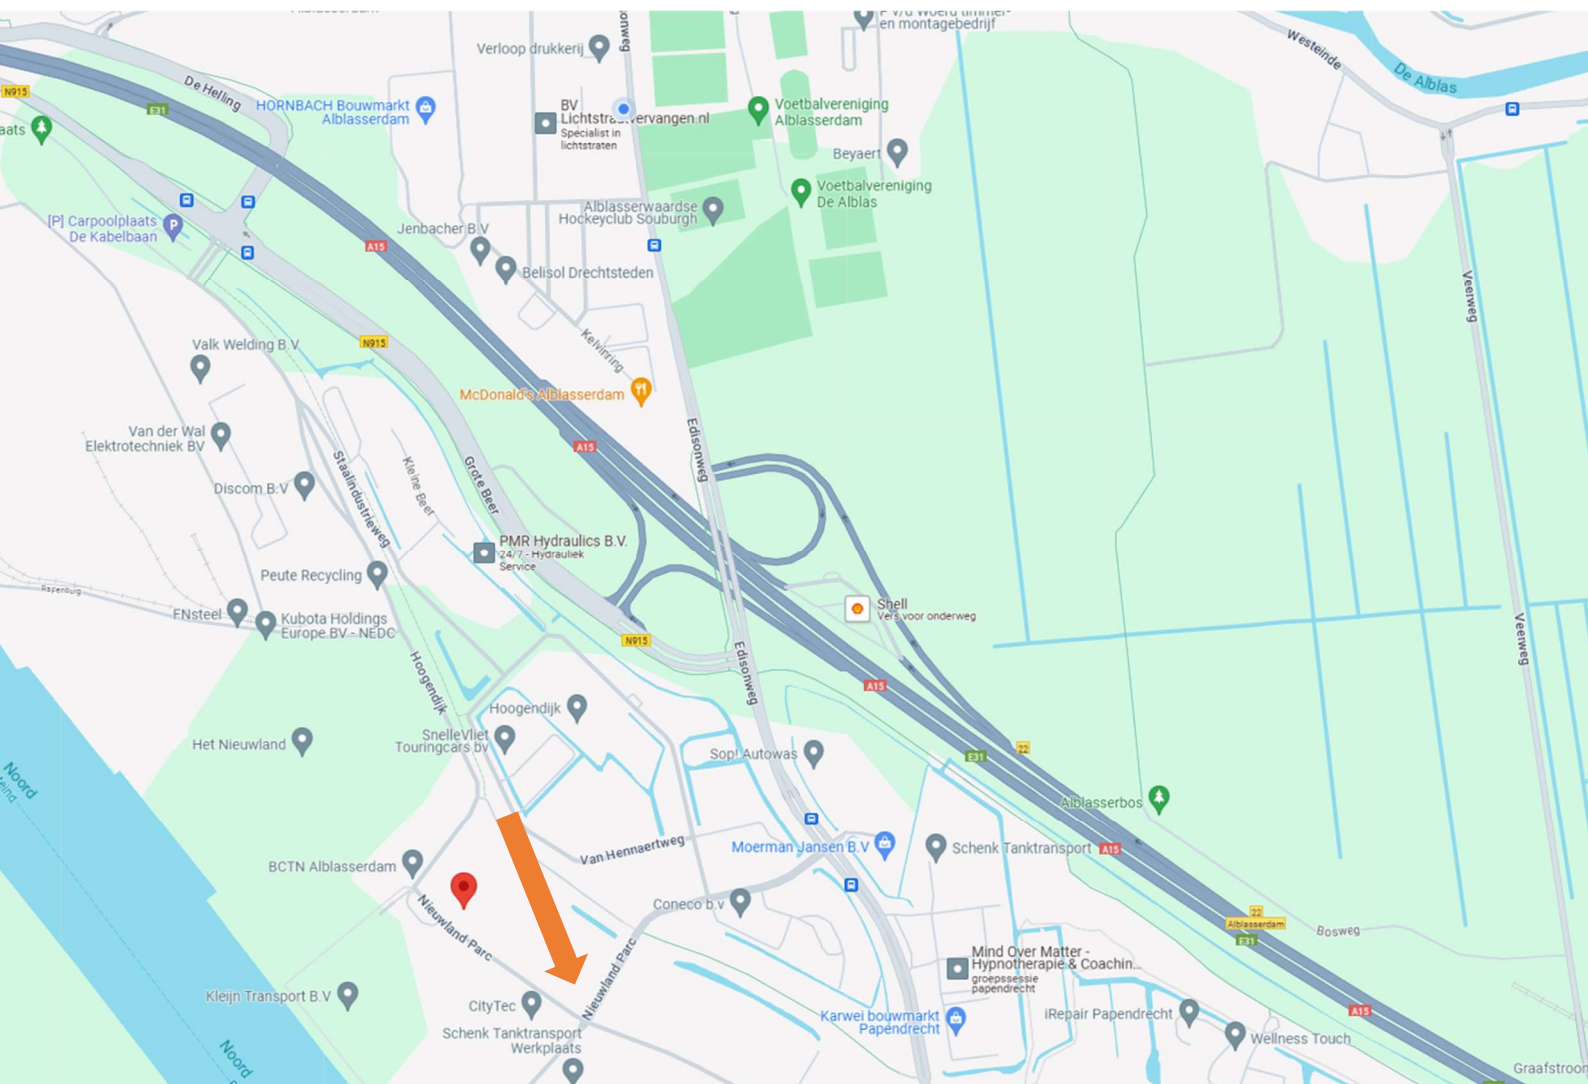 en montagebedrijf
Westeinde
De Alblas
Verloop drukkerij
De Helling
N915
E31
HORNBACH Bouwmarkt
Alblasserdam
BV
Specialist in
lichtstraten
Voetbalvereniging
Alblasserdam
Beyaert
Voetbalvereniging
De Alblas
Alblasserwaardse
Hockeyclub Souburgh
[P] Carpoolplaats
De Kabelbaan
P
Jenbacher B.V
A15
Belisol Drechtsteden
Veerweg
N915
Valk Welding B.V
Kelvinring
McDonald's Alblasserdam
Van der Wal
Elektrotechniek BV
A15
Edisonweg
Staalindustrieweg
Kleine Beer
Grote Beer
Discom B.V
PMR Hydraulics B.V.
24/7 - Hydrauliek
Service
Peute Recycling
Rapenburg
FNsteel
Kubota Holdings
Europe BV - NEDC
Shell
Vers voor onderweg
N915
Edisonweg
Veerweg
Hoogendijk
A15
Hoogendijk
SnelleVliet
Touringcars bv
Het Nieuwland
Sop! Autowas
22
E31
Noord
Alblasserbos
Van Hennaertweg
Moerman Jansen B.V
Schenk Tanktransport
A15
BCTN Alblasserdam
Coneco b.v
Nieuwland Parc
22
Alblasserdam
E31
Bosweg
Nieuwland Parc
Mind Over Matter -
Hypnotherapie & Coachin...
groepssessie
papendrecht
Kleijn Transport B.V
CityTec
Karwei bouwmarkt
Papendrecht
iRepair Papendrecht
A15
Schenk Tanktransport
Werkplaats
Wellness Touch
Noord
Graafstroom